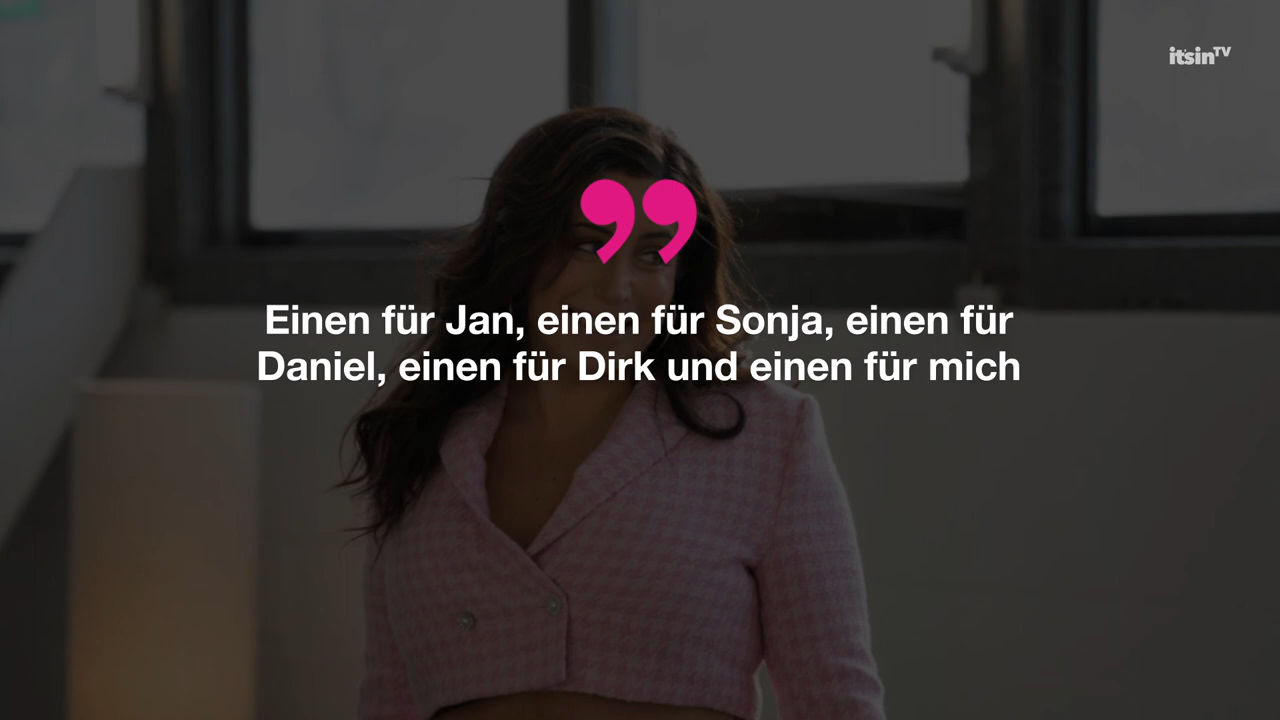 itsinTV
”
Einen für Jan, einen für Sonja, einen für
Daniel, einen für Dirk und einen für mich